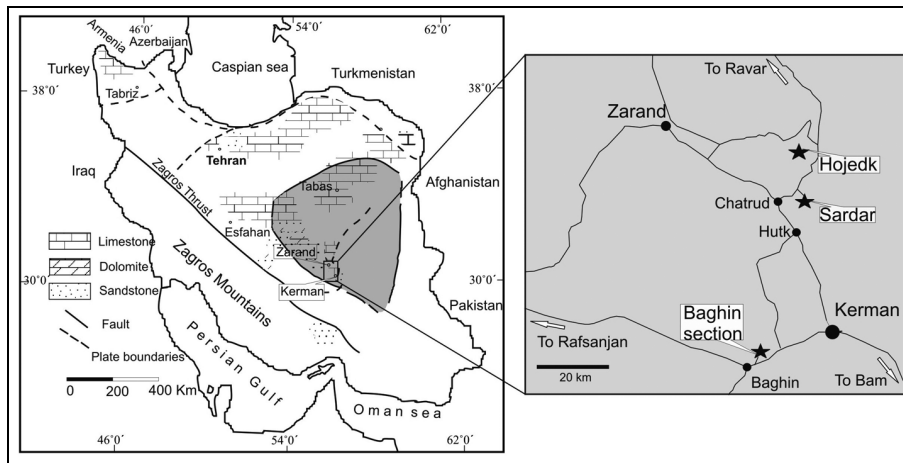 46°0´
54°0´
62°0´
Armenia
Azerbaijan
Caspian sea
Turkmenistan
Turkey
38°0´
38°0´
Tabriz
Tehran
Iraq
Zagros Thrust
Tabas
Afghanistan
Esfahan
Zarand
Zagros Mountains
30°0´
30°0´
Kerman
Pakistan
Limestone
Dolomite
Sandstone
Fault
Plate boundaries
0 200 400 Km
Persian Gulf
Oman sea
46°0´
54°0´
62°0´
To Ravar
Zarand
Hojedk
Chatrud
Sardar
Hutk
Baghin
section
Kerman
To Rafsanjan
20 km
Baghin
To Bam